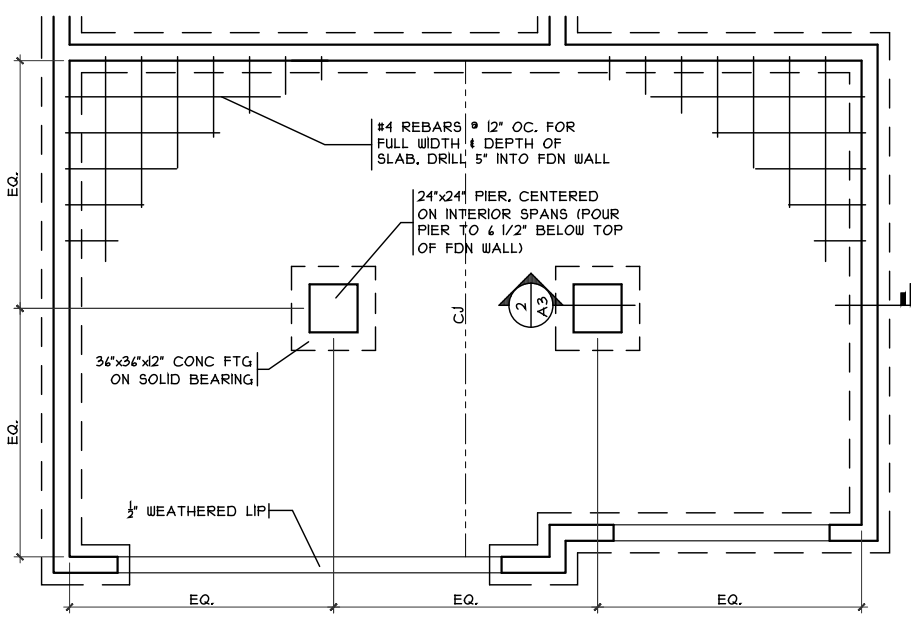 #4 REBARS @ 12" OC. FOR
FULL WIDTH & DEPTH OF
SLAB. DRILL 5" INTO FDN WALL
24"x24" PIER. CENTERED
ON INTERIOR SPANS (POUR
PIER TO 6 1/2" BELOW TOP
OF FDN WALL)
EQ.
CJ
2
A3
36"x36"x12" CONC FTG
ON SOLID BEARING
EQ.
1/2" WEATHERED LIP
EQ.
EQ.
EQ.